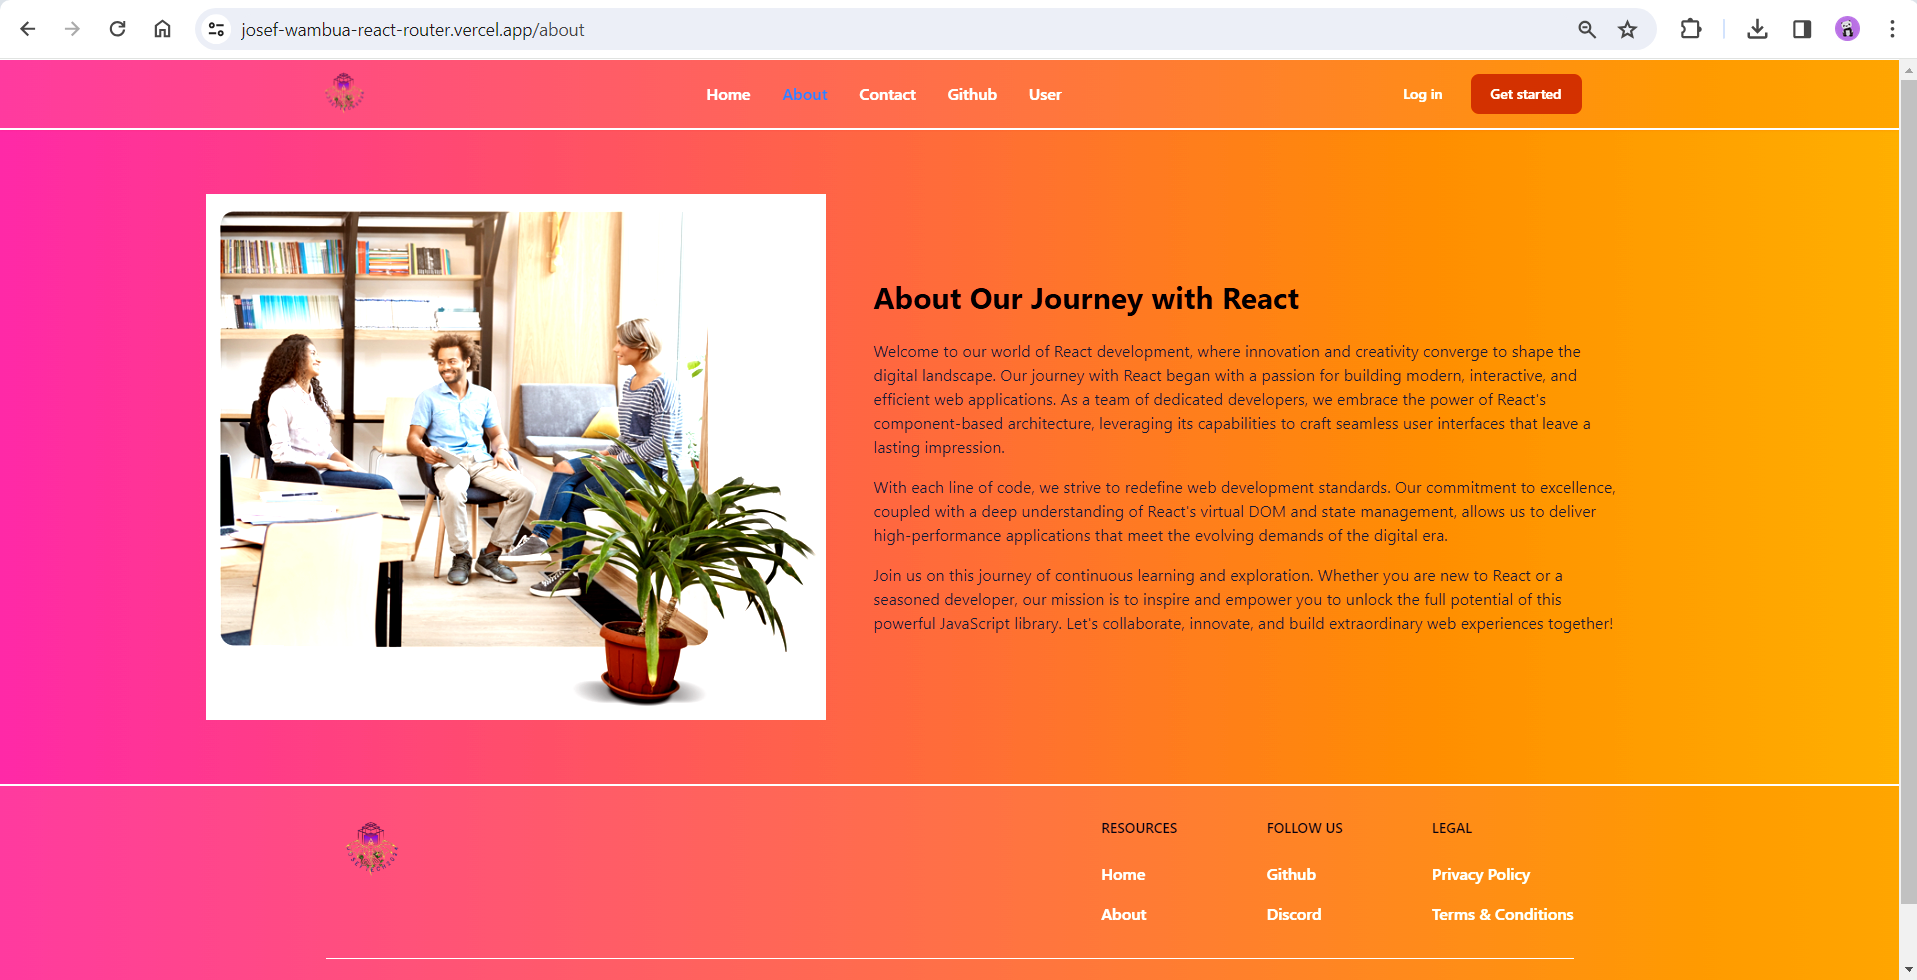 josef-wambua-react-router.vercel.app/about
Home About Contact Github User Log in Get started
About Our Journey with React
Welcome to our world of React development, where innovation and creativity converge to shape the
digital landscape. Our journey with React began with a passion for building modern, interactive, and
efficient web applications. As a team of dedicated developers, we embrace the power of React's
component-based architecture, leveraging its capabilities to craft seamless user interfaces that leave a
lasting impression.
With each line of code, we strive to redefine web development standards. Our commitment to excellence,
coupled with a deep understanding of React's virtual DOM and state management, allows us to deliver
high-performance applications that meet the evolving demands of the digital era.
Join us on this journey of continuous learning and exploration. Whether you are new to React or a
seasoned developer, our mission is to inspire and empower you to unlock the full potential of this
powerful JavaScript library. Let's collaborate, innovate, and build extraordinary web experiences together!
RESOURCES FOLLOW US LEGAL
Home Github Privacy Policy
About Discord Terms & Conditions